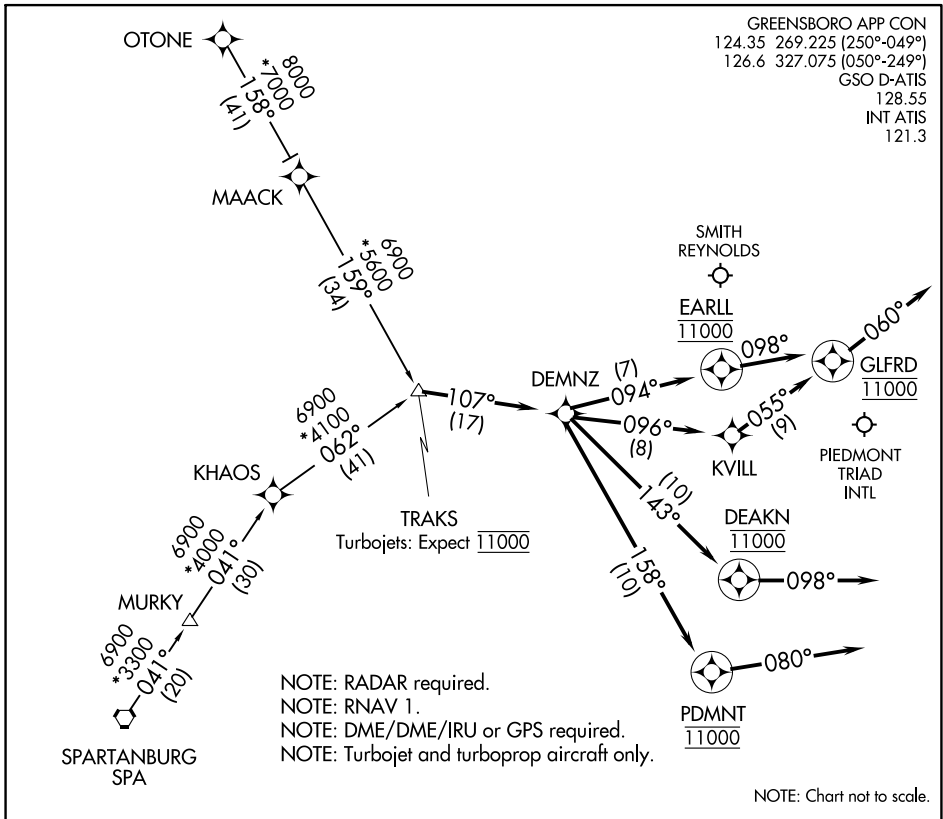 GREENSBORO APP CON
124.35 269.225 (250°-049°)
126.6 327.075 (050°-249°)
GSO D-ATIS
128.55
INT ATIS
121.3
OTONE
8000
*7000
158°
(41)
MAACK
6900
*5600
159°
(34)
SMITH
REYNOLDS
EARLL
11000
098°
060°
GLFRD
11000
DEMNZ
(7)
094°
107°
(17)
096°
(8)
055°
(9)
KVILL
PIEDMONT
TRIAD
INTL
6900
*4100
062°
(41)
KHAOS
TRAKS
Turbojets: Expect 11000
(10)
143°
DEAKN
11000
098°
158°
(10)
6900
*4000
041°
(30)
MURKY
6900
*3300
041°
(20)
080°
PDMNT
11000
SPARTANBURG
SPA
NOTE: RADAR required.
NOTE: RNAV 1.
NOTE: DME/DME/IRU or GPS required.
NOTE: Turbojet and turboprop aircraft only.
NOTE: Chart not to scale.